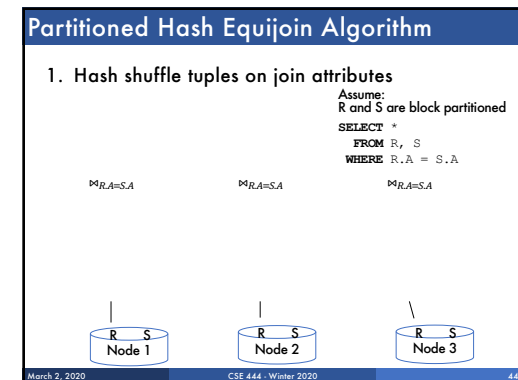 Partitioned Hash Equijoin Algorithm
1. Hash shuffle tuples on join attributes
Assume:
R and S are block partitioned
SELECT *
FROM R, S
WHERE R.A = S.A
⋈R.A=S.A ⋈R.A=S.A ⋈R.A=S.A
R S R S R S
Node 1 Node 2 Node 3
March 2, 2020 CSE 444 - Winter 2020 44